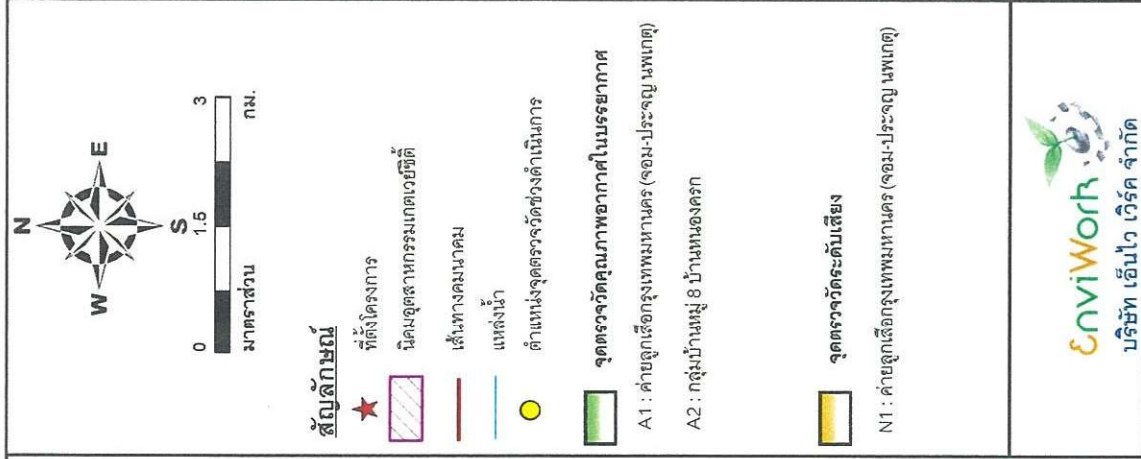 N
W
E
S
0
1.5
3
มาตราส่วน
กม.
สัญลักษณ์
ที่ตั้งโครงการ
นิคมอุตสาหกรรมเกตเวย์ซิตี้
เส้นทางคมนาคม
แหล่งน้ำ
ตำแหน่งจุดตรวจวัดช่วงดำเนินการ
จุดตรวจวัดคุณภาพอากาศในบรรยากาศ
A1 : ค่ายลูกเสือกรุงเทพมหานคร (จอม-ประจญ นพเกตุ)
A2 : กลุ่มบ้านหมู่ 8 บ้านหนองครก
จุดตรวจวัดระดับเสียง
N1 : ค่ายลูกเสือกรุงเทพมหานคร (จอม-ประจญ นพเกตุ)
EnviWork
บริษัท เอ็นไว เวิร์ค จำกัด